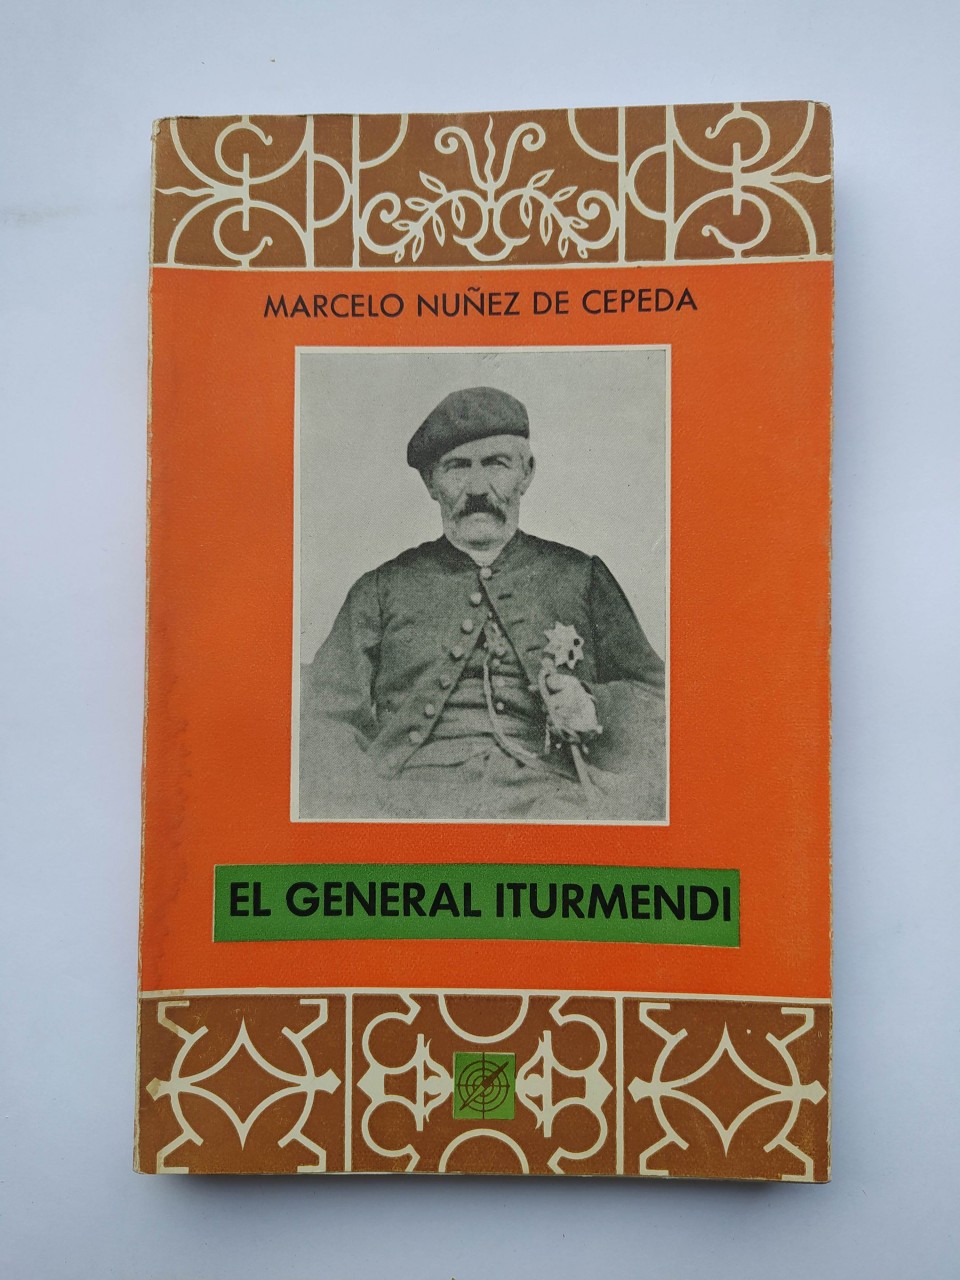 MARCELO NUÑEZ DE CEPEDA
EL GENERAL ITURMENDI